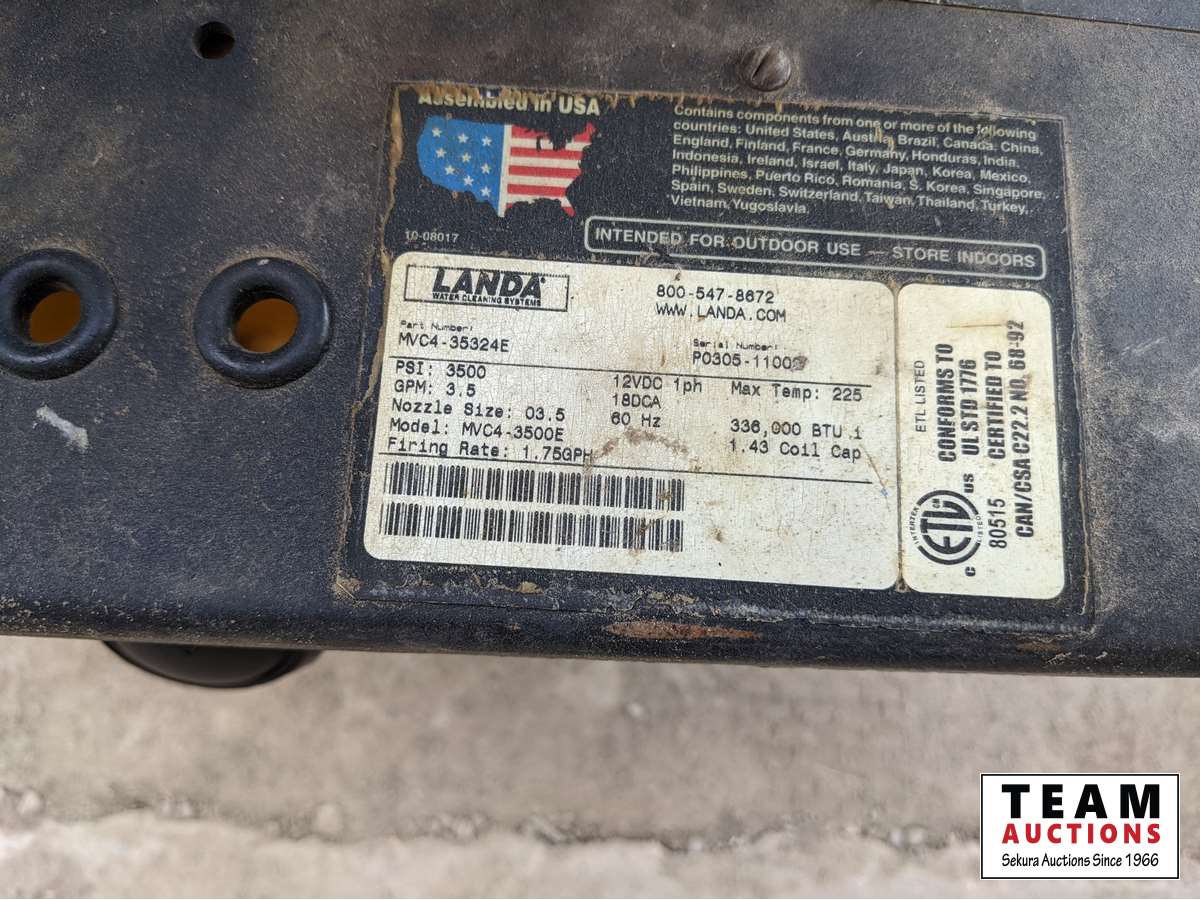 Assembled in USA
Contains components from one or more of the following
countries: United States, Austria, Brazil, Canada, China,
England, Finland, France, Germany, Honduras, India,
Indonesia, Ireland, Israel, Italy, Japan, Korea, Mexico,
Philippines, Puerto Rico, Romania, S. Korea, Singapore,
Spain, Sweden, Switzerland, Taiwan, Thailand, Turkey,
Vietnam, Yugoslavia.
10-08017
INTENDED FOR OUTDOOR USE — STORE INDOORS
LANDA
WATER CLEANING SYSTEMS
800-547-8672
WWW.LANDA.COM
Part Number:
MVC4-35324E
Serial Number:
PSI: 3500
GPM: 3.5
Nozzle Size: 03.5
Model: MVC4-3500E
Firing Rate: 1.75GPH
12VDC 1ph
18DCA
60 Hz
Max Temp: 225
336,000 BTU
1.43 Coil Cap
ETL LISTED
CONFORMS TO
UL STD 1776
CERTIFIED TO
CAN/CSA C22.2 NO. 68-92
80515
INTERTEK
ETL CM
LISTED
C US
TEAM
AUCTIONS
Sekura Auctions Since 1966